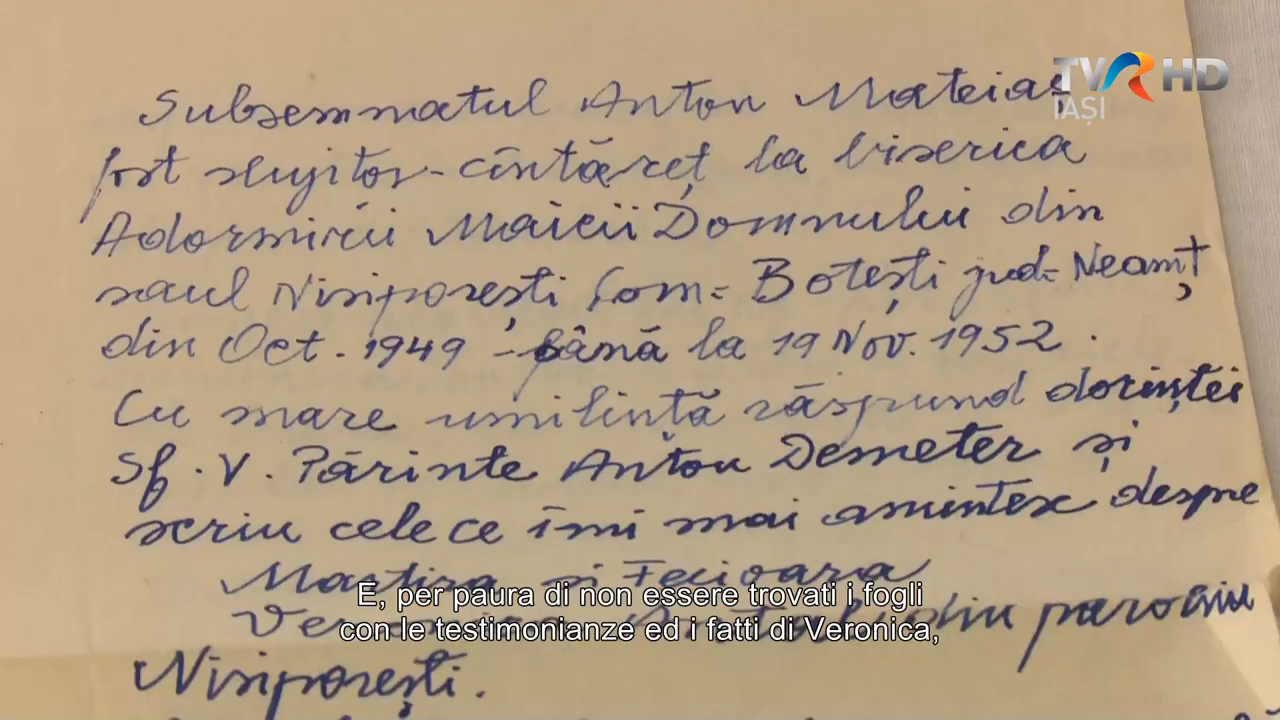 TVR HD
IAȘI
Subsemnatul Anton Mateiaș
fost slujitor-cîntăreț la biserica
Adormirii Maicii Domnului din
saul Nisiporești Com= Botești jud= Neamț
din Oct. 1949 - până la 19 Nov. 1952.
Cu mare umilință răspund dorinței
Sf. V. Părinte Anton Demeter și
scriu cele ce îmi mai amintesc despre
Martira și Fecioara
Veronica din parohia
Nisiporești.
E, per paura di non essere trovati i fogli
con le testimonianze ed i fatti di Veronica,